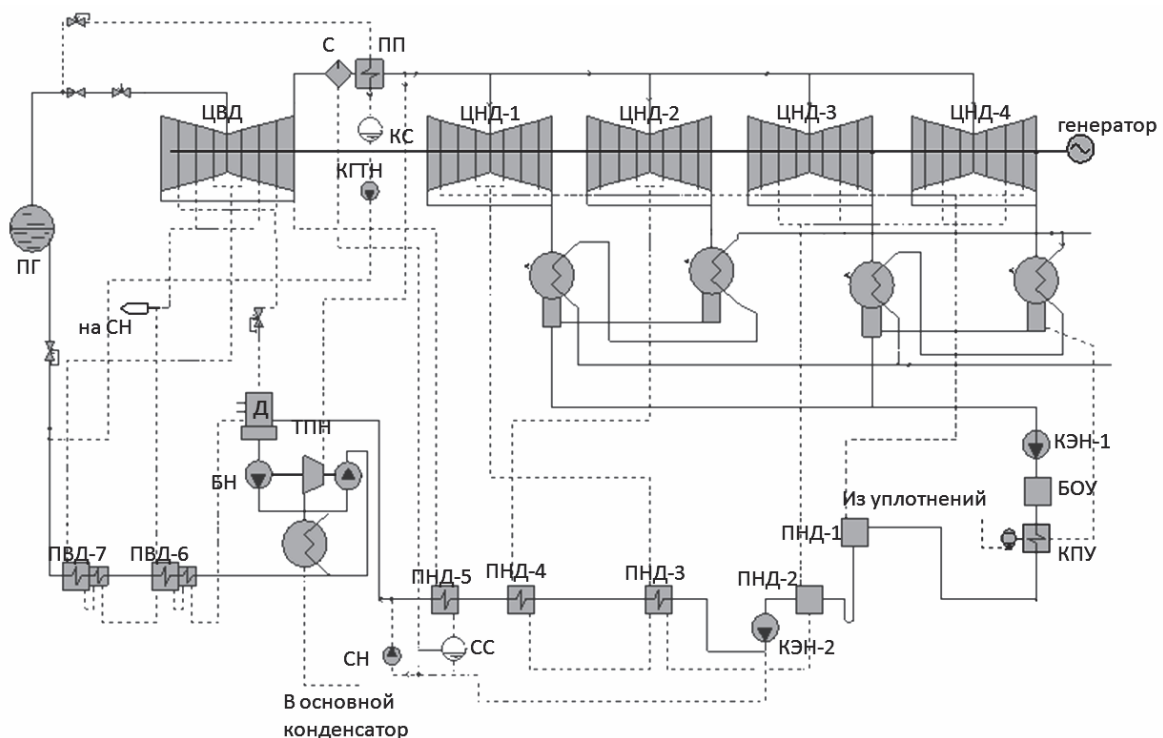 С
ПП
ЦВД
ЦНД-1
ЦНД-2
ЦНД-3
ЦНД-4
генератор
КС
КГТН
ПГ
на СН
Д
ТПН
БН
КЭН-1
БОУ
Из уплотнений
КПУ
ПНД-1
ПВД-7
ПВД-6
ПНД-5
ПНД-4
ПНД-3
ПНД-2
КЭН-2
СН
СС
В основной
конденсатор